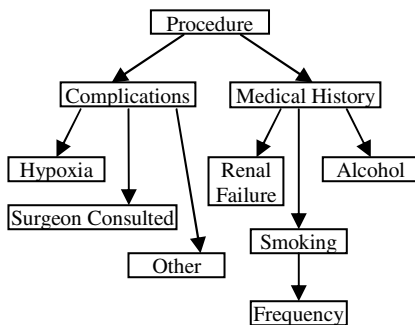 Procedure
Complications
Medical History
Hypoxia
Renal
Failure
Alcohol
Surgeon Consulted
Smoking
Other
Frequency